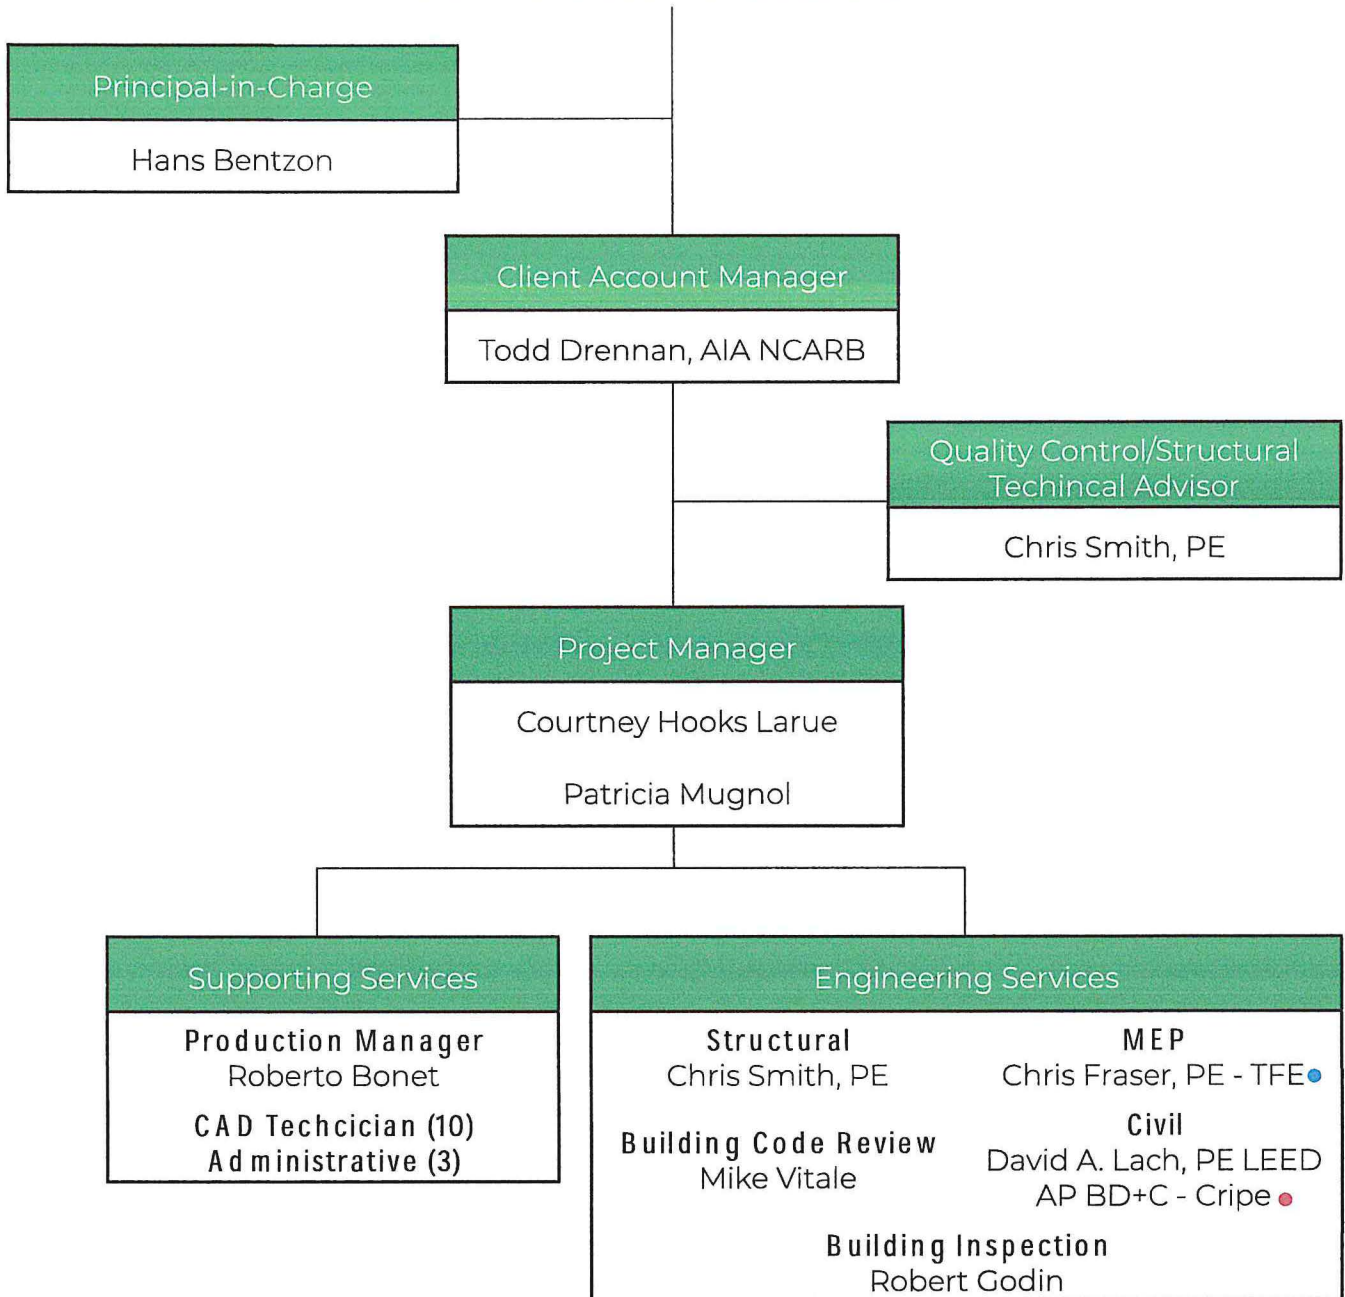 Principal-in-Charge
Hans Bentzon
Client Account Manager
Todd Drennan, AIA NCARB
Quality Control/Structural
Techincal Advisor
Chris Smith, PE
Project Manager
Courtney Hooks Larue
Patricia Mugnol
Supporting Services
Production Manager
Roberto Bonet
CAD Techcician (10)
Administrative (3)
Engineering Services
Structural
Chris Smith, PE
MEP
Chris Fraser, PE - TFE
Building Code Review
Mike Vitale
Civil
David A. Lach, PE LEED
AP BD+C - Cripe
Building Inspection
Robert Godin